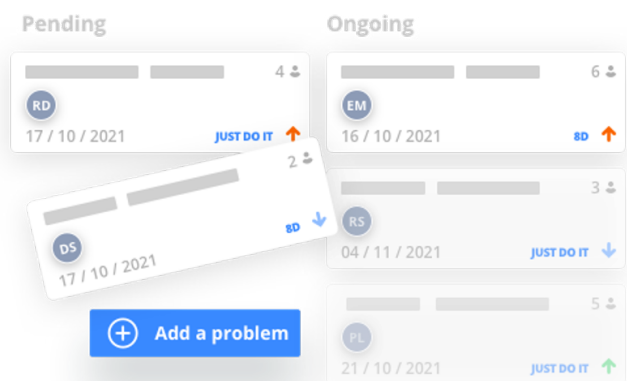 Pending
4
RD
17 / 10 / 2021 JUST DO IT
2
DS
17 / 10 / 2021 8D
Add a problem
Ongoing
6
EM
16 / 10 / 2021 8D
3
RS
04 / 11 / 2021 JUST DO IT
5
PL
21 / 10 / 2021 JUST DO IT